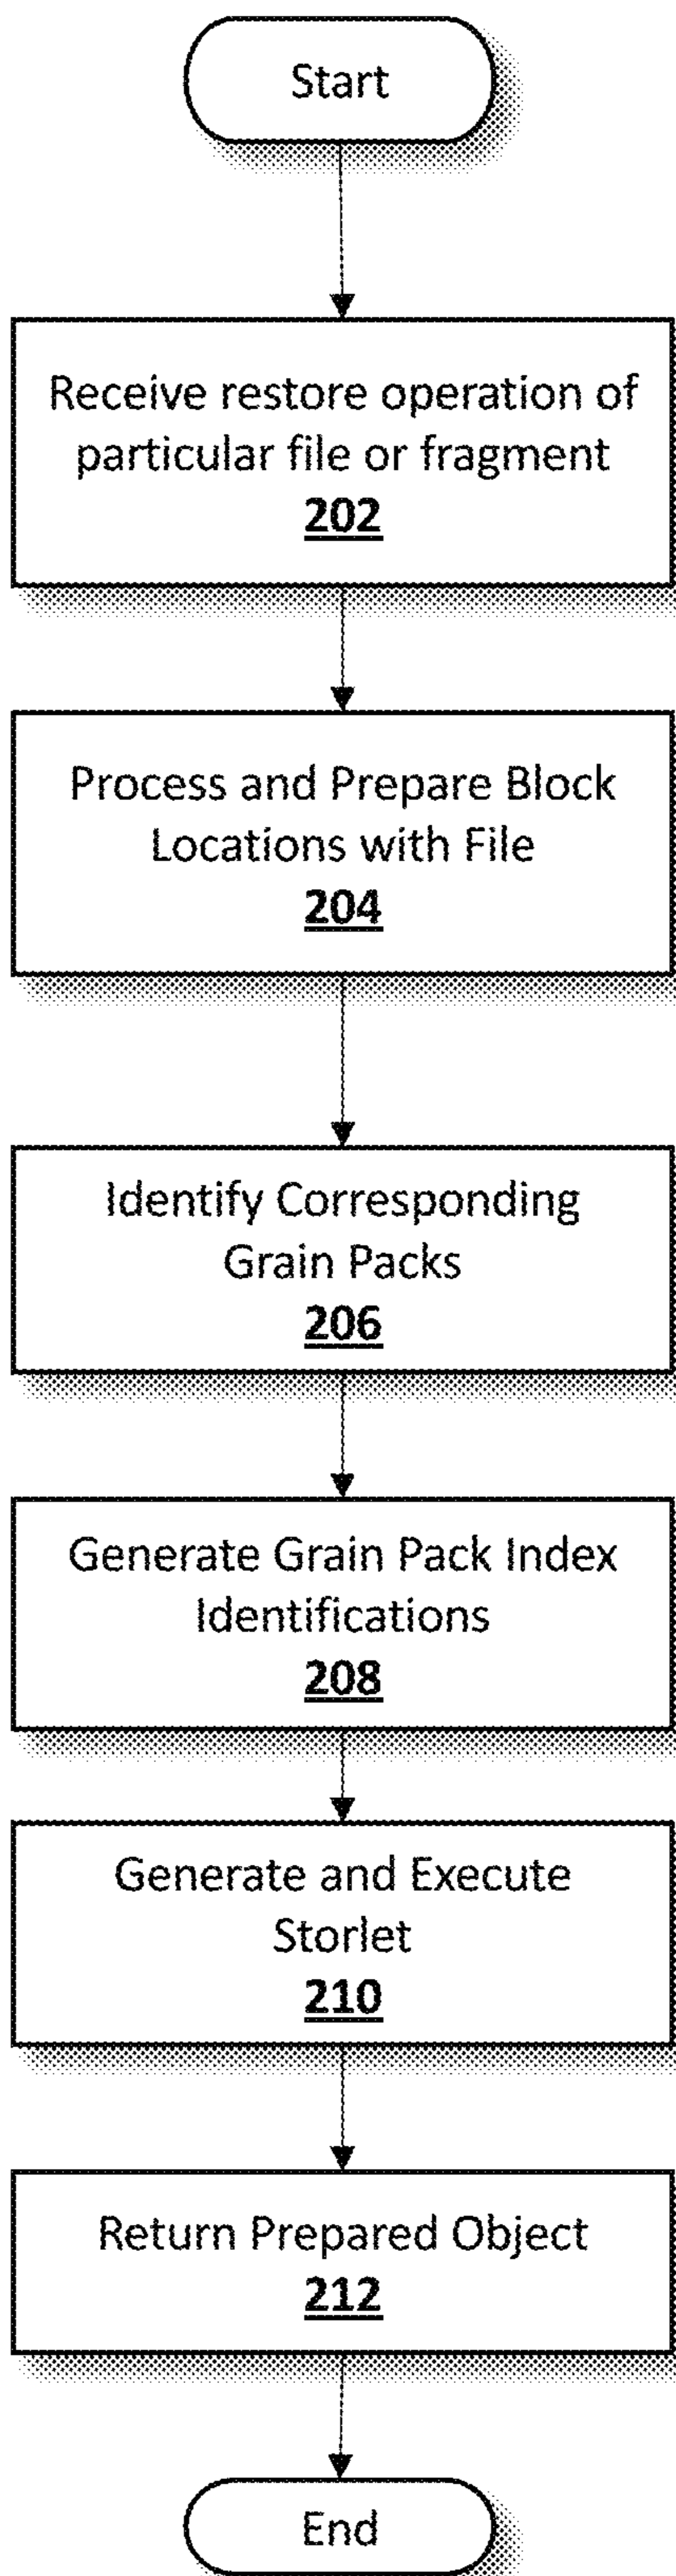 Start
Receive restore operation of
particular file or fragment
202
Process and Prepare Block
Locations with File
204
Identify Corresponding
Grain Packs
206
Generate Grain Pack Index
Identifications
208
Generate and Execute
Storlet
210
Return Prepared Object
212
End